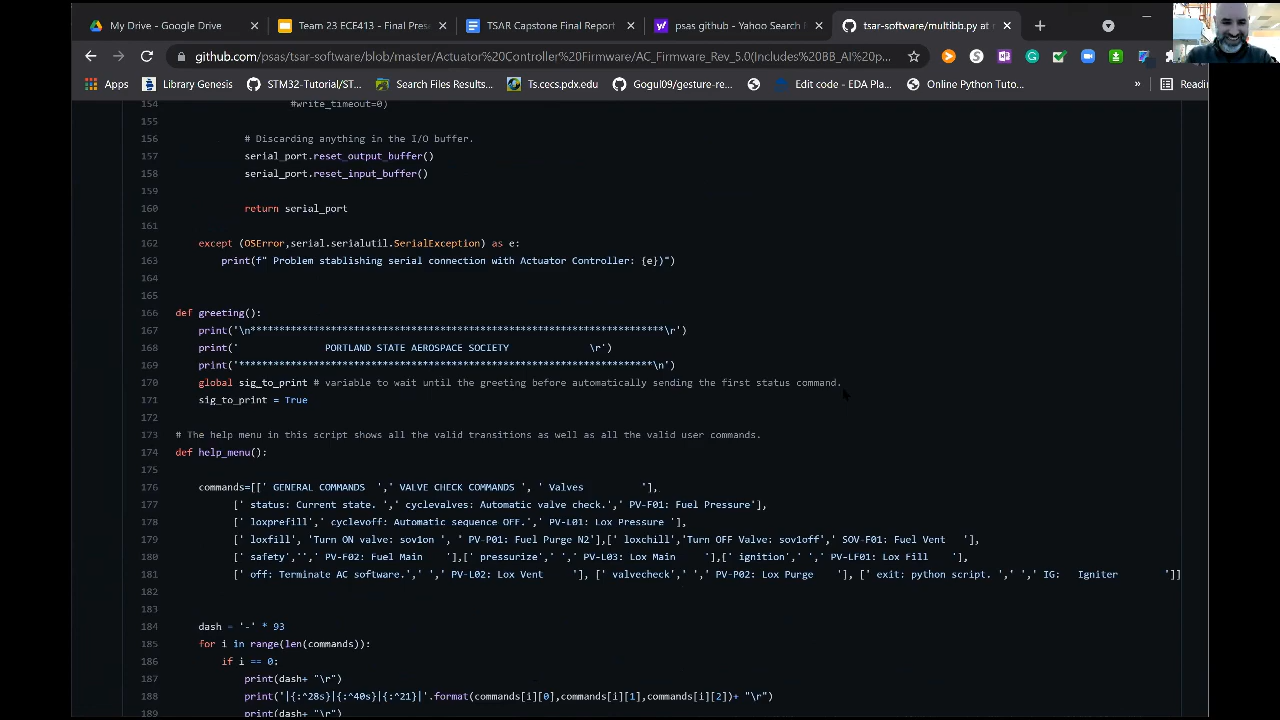 My Drive - Google Drive
Team 23 ECE413 - Final Pres
TSAR Capstone Final Report
psas github - Yahoo Search R
tsar-software/multibb.py at
github.com/psas/tsar-software/blob/master/Actuator%20Controller%20Firmware/AC_Firmware_Rev_5.0(Includes%20BB_AI%20p...
Apps
Library Genesis
STM32-Tutorial/ST...
Search Files Results...
Ts.cecs.pdx.edu
Gogul09/gesture-re...
Edit code - EDA Pla...
Online Python Tuto...
»
Readin
154 #write_timeout=0)
155
156 # Discarding anything in the I/O buffer.
157 serial_port.reset_output_buffer()
158 serial_port.reset_input_buffer()
159
160 return serial_port
161
162 except (OSError,serial.serialutil.SerialException) as e:
163 print(f" Problem stablishing serial connection with Actuator Controller: {e})")
164
165
166 def greeting():
167 print('\n***********************************************************************\r')
168 print(' PORTLAND STATE AEROSPACE SOCIETY \r')
169 print('***********************************************************************\n')
170 global sig_to_print # variable to wait until the greeting before automatically sending the first status command.
171 sig_to_print = True
172
173 # The help menu in this script shows all the valid transitions as well as all the valid user commands.
174 def help_menu():
175
176 commands=[[' GENERAL COMMANDS ',' VALVE CHECK COMMANDS ', ' Valves '],
177 [' status: Current state. ',' cyclevalves: Automatic valve check.',' PV-F01: Fuel Pressure'],
178 [' loxprefill',' cyclevoff: Automatic sequence OFF.',' PV-L01: Lox Pressure '],
179 [' loxfill', 'Turn ON valve: sov1on ', ' PV-P01: Fuel Purge N2'],[' loxchill','Turn OFF Valve: sov1off',' SOV-F01: Fuel Vent '],
180 [' safety','',' PV-F02: Fuel Main '],[' pressurize',' ',' PV-L03: Lox Main '],[' ignition',' ',' PV-LF01: Lox Fill '],
181 [' off: Terminate AC software.',' ',' PV-L02: Lox Vent '], [' valvecheck',' ',' PV-P02: Lox Purge '], [' exit: python script. ',' ',' IG: Igniter ']]
182
183
184 dash = '-' * 93
185 for i in range(len(commands)):
186 if i == 0:
187 print(dash+ "\r")
188 print('|{:^28s}|{:^40s}|{:^21}|'.format(commands[i][0],commands[i][1],commands[i][2])+ "\r")
189 print(dash+ "\r")